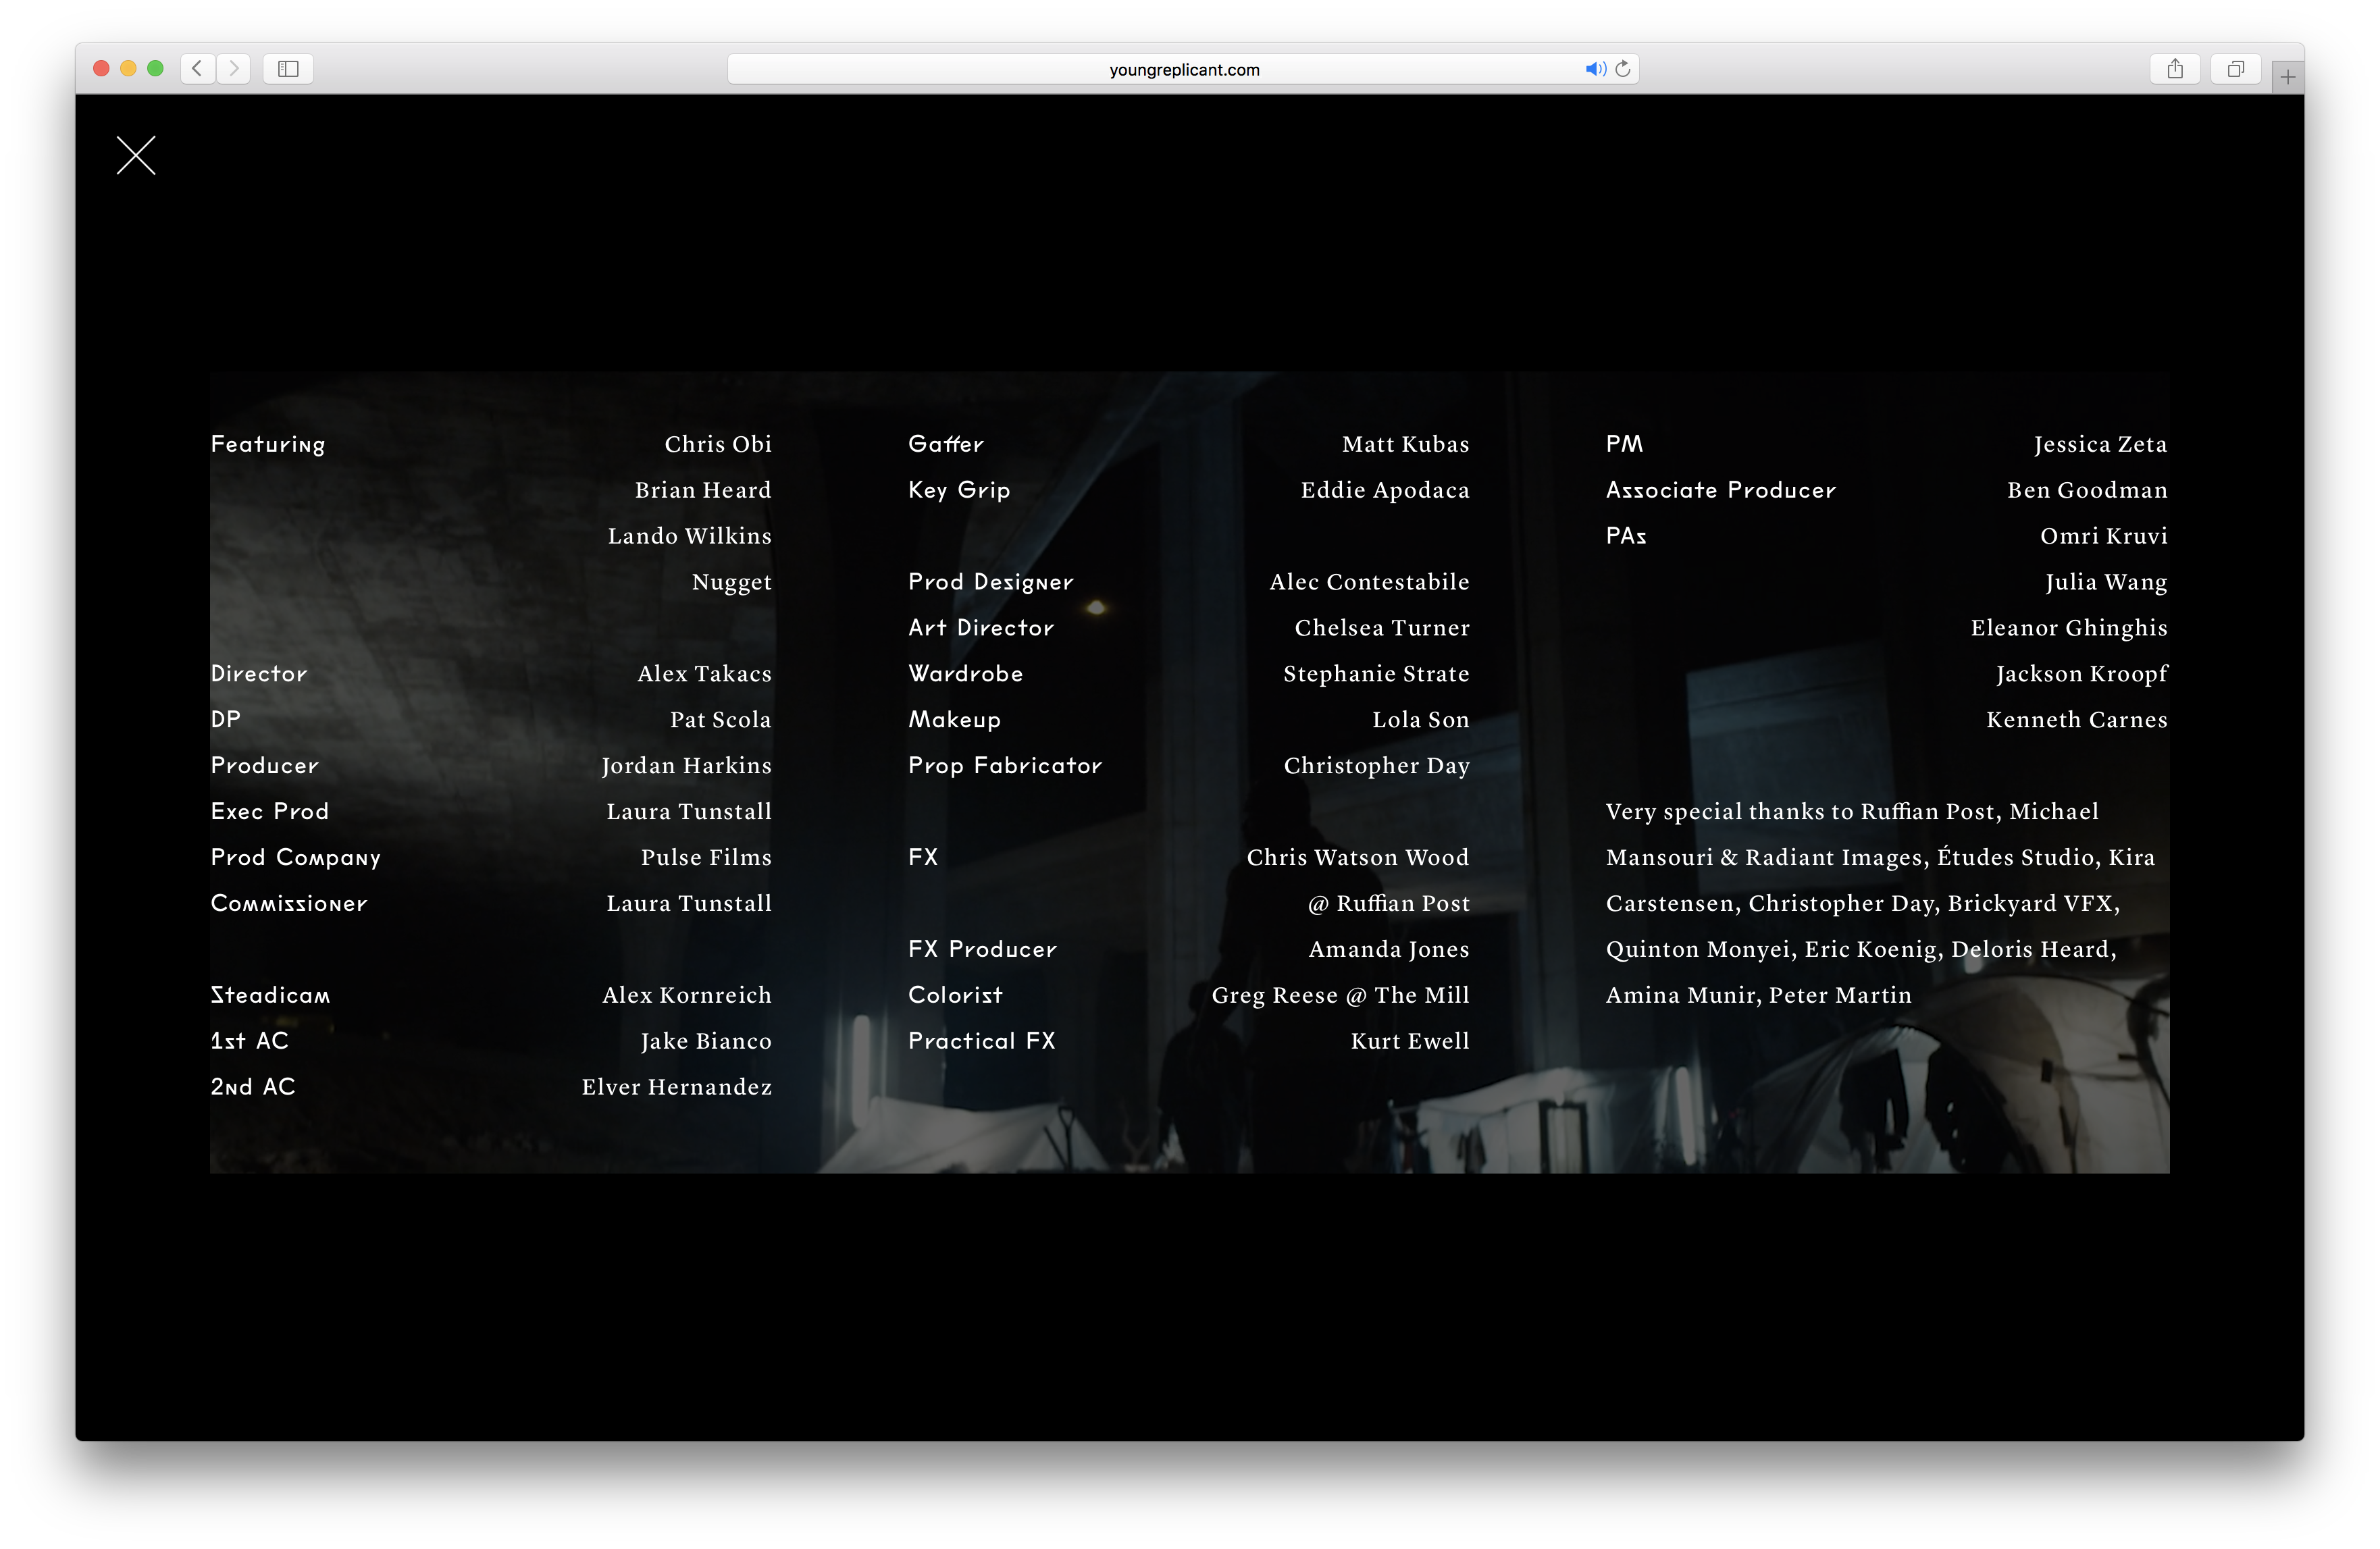 youngreplicant.com
Featuring Chris Obi
Brian Heard
Lando Wilkins
Nugget
Director Alex Takacs
DP Pat Scola
Producer Jordan Harkins
Exec Prod Laura Tunstall
Prod Company Pulse Films
Commissioner Laura Tunstall
Steadicam Alex Kornreich
1st AC Jake Bianco
2nd AC Elver Hernandez
Gaffer Matt Kubas
Key Grip Eddie Apodaca
Prod Designer Alec Contestabile
Art Director Chelsea Turner
Wardrobe Stephanie Strate
Makeup Lola Son
Prop Fabricator Christopher Day
FX Chris Watson Wood
@ Ruffian Post
FX Producer Amanda Jones
Colorist Greg Reese @ The Mill
Practical FX Kurt Ewell
PM Jessica Zeta
Associate Producer Ben Goodman
PAs Omri Kruvi
Julia Wang
Eleanor Ghinghis
Jackson Kroopf
Kenneth Carnes
Very special thanks to Ruffian Post, Michael
Mansouri & Radiant Images, Études Studio, Kira
Carstensen, Christopher Day, Brickyard VFX,
Quinton Monyei, Eric Koenig, Deloris Heard,
Amina Munir, Peter Martin